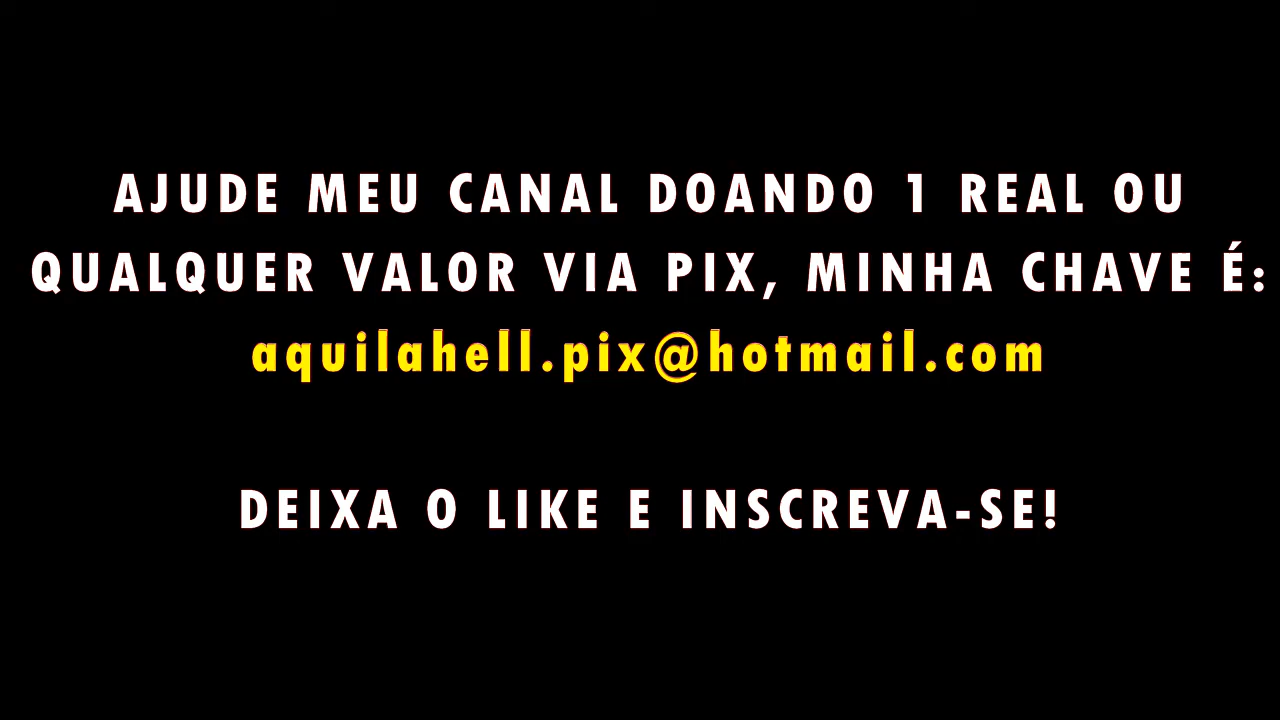 AJUDE MEU CANAL DOANDO 1 REAL OU
QUALQUER VALOR VIA PIX, MINHA CHAVE É:
aquilahell.pix@hotmail.com
DEIXA O LIKE E INSCREVA-SE!